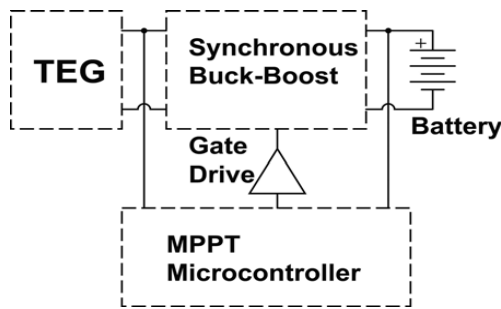 TEG
Synchronous
Buck-Boost
+
Battery
Gate
Drive
MPPT
Microcontroller